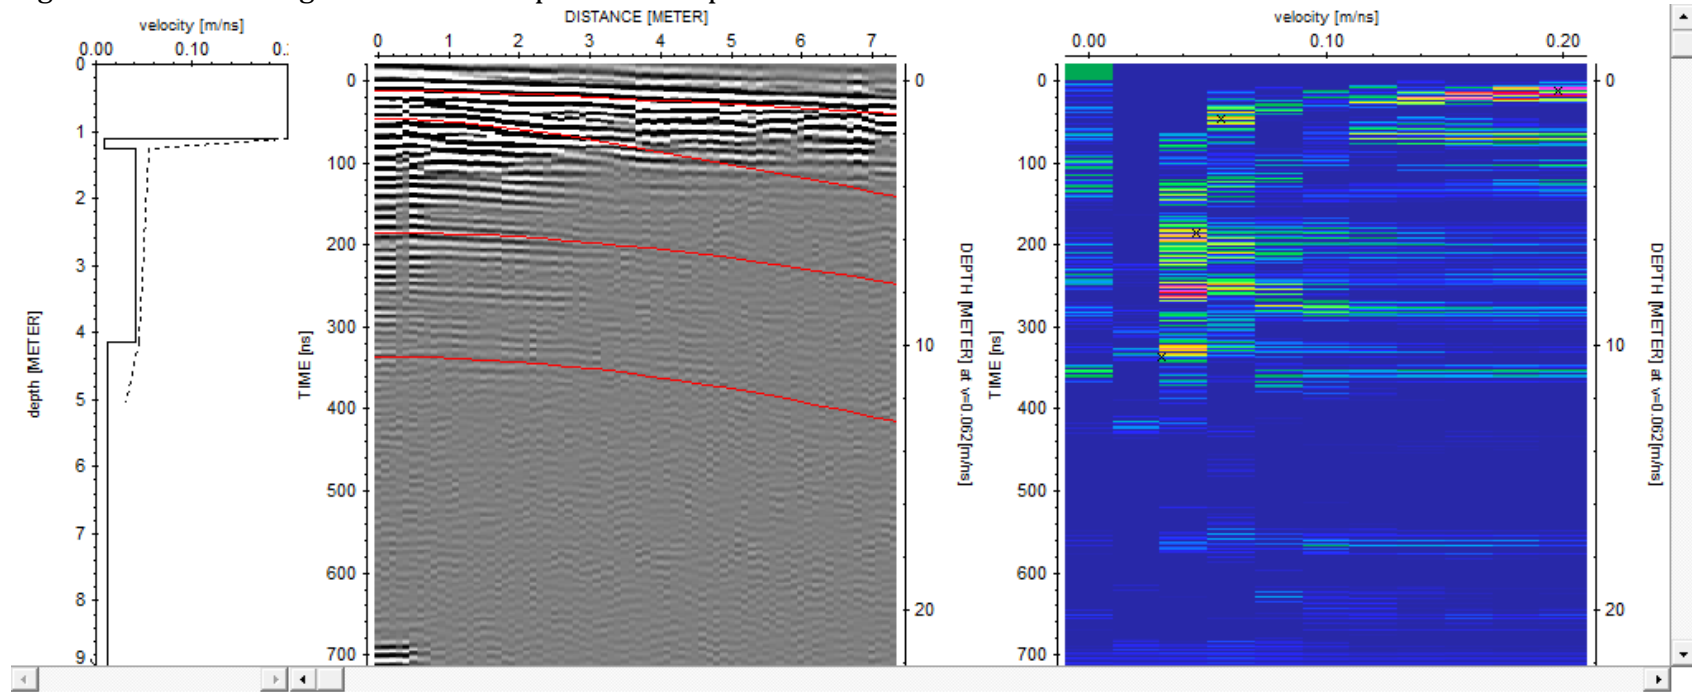 velocity [m/ns]
0.00 0.10 0.
0
1
2
3
4
5
6
7
8
9
depth [METER]
DISTANCE [METER]
0 1 2 3 4 5 6 7
0
100
200
300
400
500
600
700
TIME [ns]
0
10
20
DEPTH [METER] at v=0.062[m/ns]
velocity [m/ns]
0.00 0.10 0.20
0
100
200
300
400
500
600
700
TIME [ns]
0
10
20
DEPTH [METER] at v=0.062[m/ns]